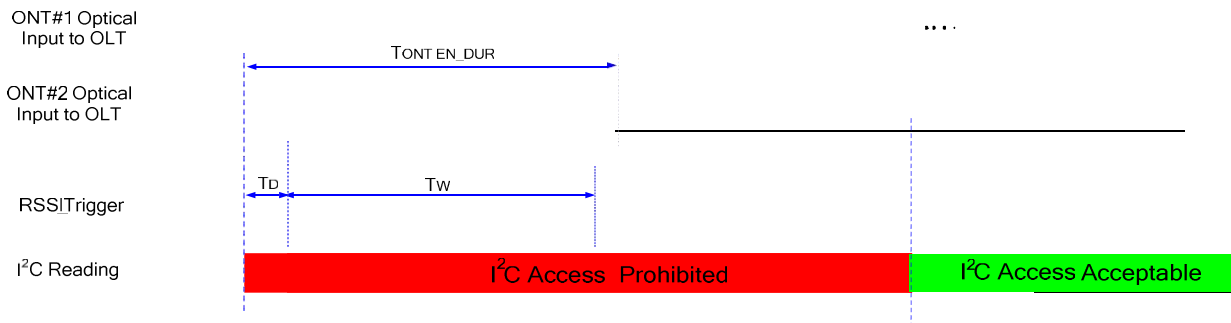 ONT#1 Optical
Input to OLT
TONT EN_DUR
ONT#2 Optical
Input to OLT
TD
TW
RSSI_Trigger
I²C Reading
I²C Access Prohibited
I²C Access Acceptable